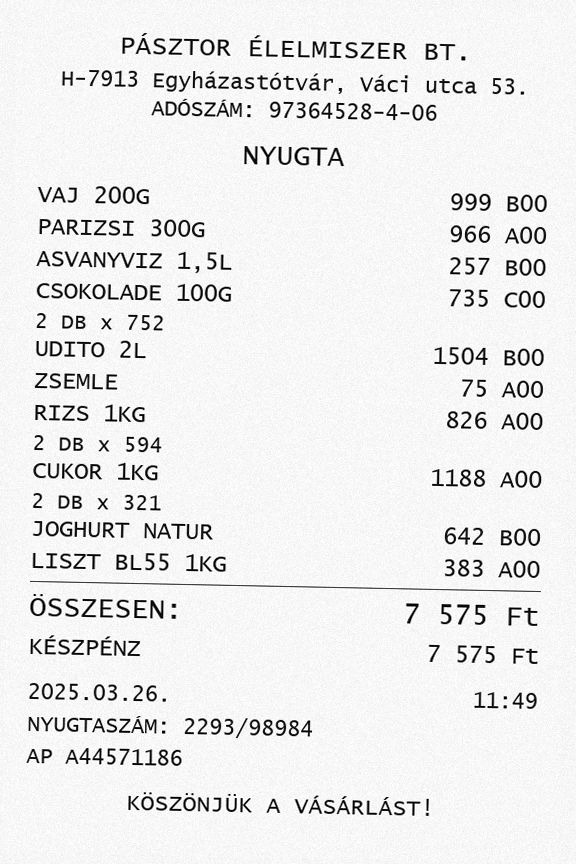 PÁSZTOR ÉLELMISZER BT.
H-7913 Egyházastótvár, Váci utca 53.
ADÓSZÁM: 97364528-4-06
NYUGTA
VAJ 200G 999 B00
PARIZSI 300G 966 A00
ASVANYVIZ 1,5L 257 B00
CSOKOLADE 100G 735 C00
2 DB x 752
UDITO 2L 1504 B00
ZSEMLE 75 A00
RIZS 1KG 826 A00
2 DB x 594
CUKOR 1KG 1188 A00
2 DB x 321
JOGHURT NATUR 642 B00
LISZT BL55 1KG 383 A00
ÖSSZESEN: 7 575 Ft
KÉSZPÉNZ 7 575 Ft
2025.03.26. 11:49
NYUGTASZÁM: 2293/98984
AP A44571186
KÖSZÖNJÜK A VÁSÁRLÁST!